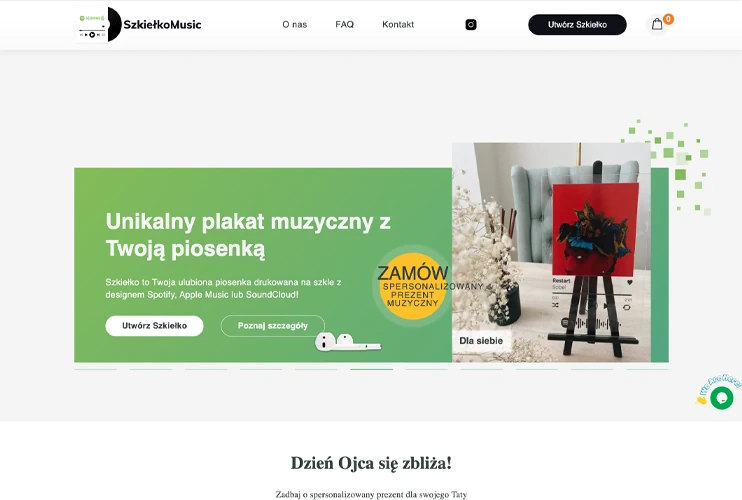 SzkiełkoMusic
O nas
FAQ
Kontakt
Utwórz Szkiełko
0
Unikalny plakat muzyczny z
Twoją piosenką
Szkiełko to Twoja ulubiona piosenka drukowana na szkle z
designem Spotify, Apple Music lub SoundCloud!
Utwórz Szkiełko
Poznaj szczegóły
ZAMÓW
SPERSONALIZOWANY
PREZENT
MUZYCZNY
Restart
Sobel
Dla siebie
We Are Here!
Dzień Ojca się zbliża!
Zadbaj o spersonalizowany prezent dla swojego Taty